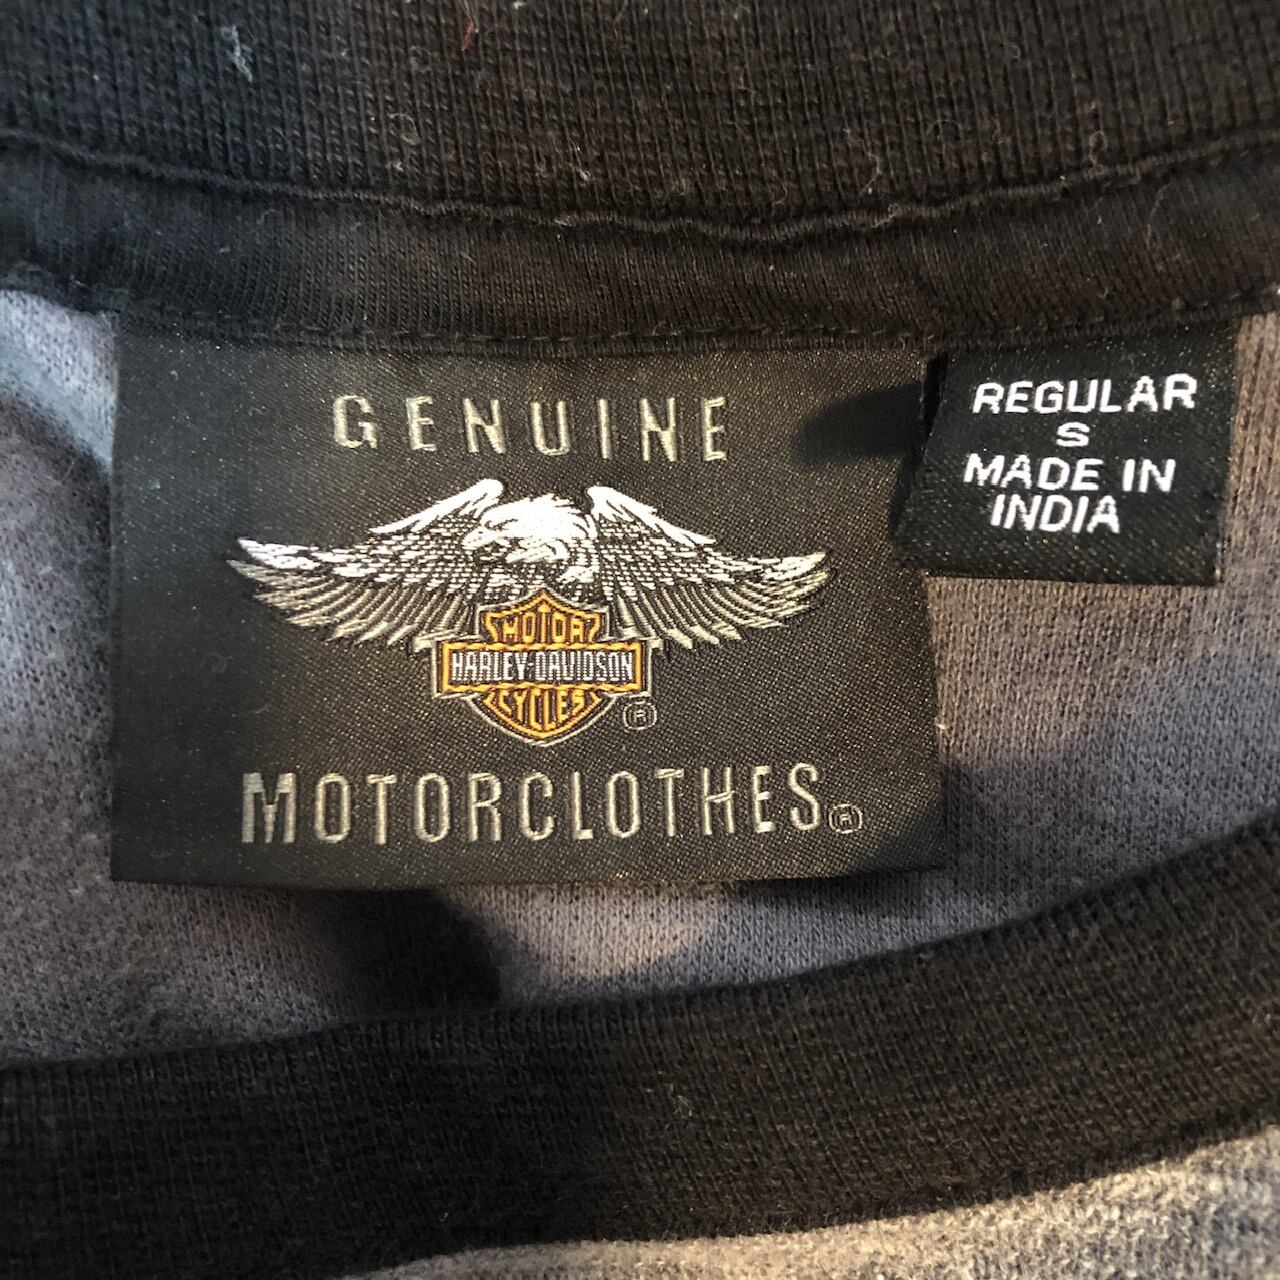 GENUINE
MOTOR
HARLEY-DAVIDSON
CYCLES
®
MOTORCLOTHES®
REGULAR
S
MADE IN
INDIA